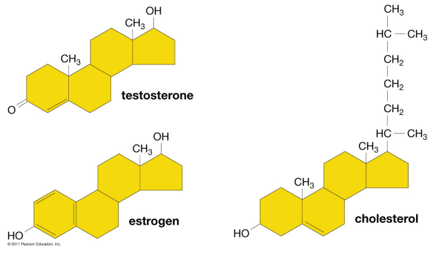 OH
CH₃
CH₃
O
testosterone
OH
CH₃
HO
estrogen
© 2011 Pearson Education, Inc.
CH₃
HC—CH₃
CH₂
CH₂
CH₂
HC—CH₃
CH₃
CH₃
HO
cholesterol